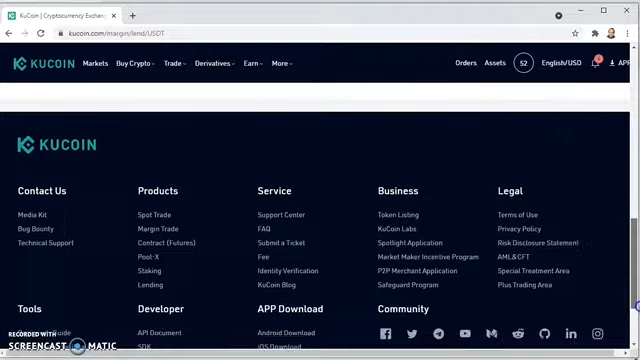 KuCoin | Cryptocurrency Exchang
kucoin.com/margin/lend/USDT
KUCOIN Markets Buy Crypto Trade Derivatives Earn More Orders Assets 52 English/USD APP
KUCOIN
Contact Us
Media Kit
Bug Bounty
Technical Support
Products
Spot Trade
Margin Trade
Contract (Futures)
Pool-X
Staking
Lending
Service
Support Center
FAQ
Submit a Ticket
Fee
Identity Verification
KuCoin Blog
Business
Token Listing
KuCoin Labs
Spotlight Application
Market Maker Incentive Program
P2P Merchant Application
Safeguard Program
Legal
Terms of Use
Privacy Policy
Risk Disclosure Statement
AML&CFT
Special Treatment Area
Plus Trading Area
Tools
Guide
Developer
API Document
SDK
APP Download
Android Download
iOS Download
Community
RECORDED WITH
SCREENCAST MATIC